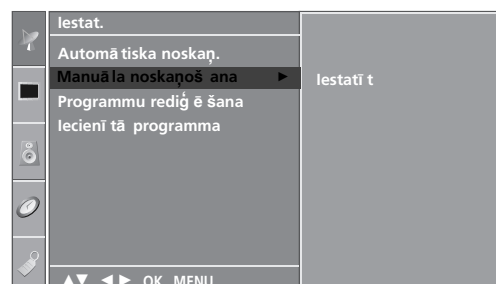 Iestat.
Automā tiska noskaņ.
Manuā la noskaņoš ana ►
Iestatī t
Programmu rediģ ē šana
Iecienī tā programma
▲▼ ◄► OK MENU